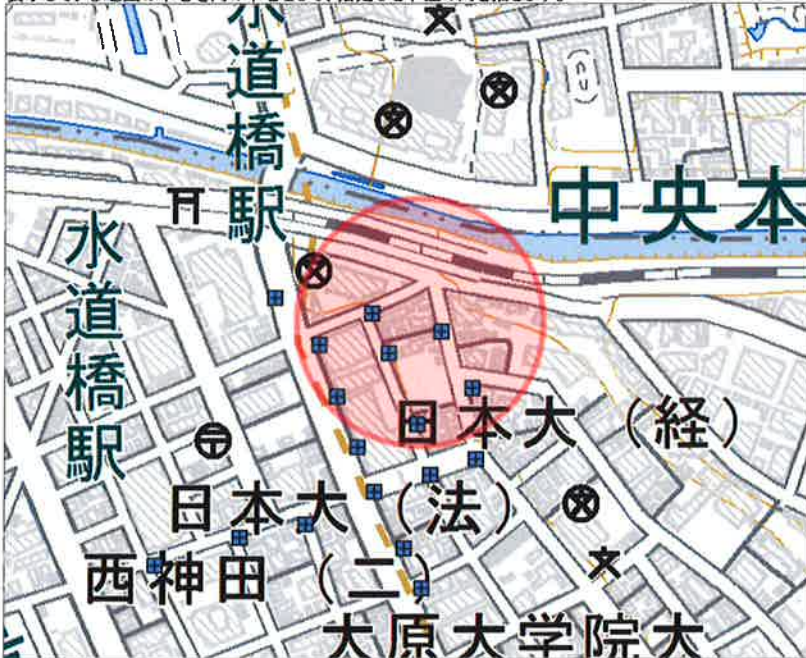 水道橋駅
中央本
水道橋駅
日本大（経）
日本大（法）
西神田（二）
大原大学院大